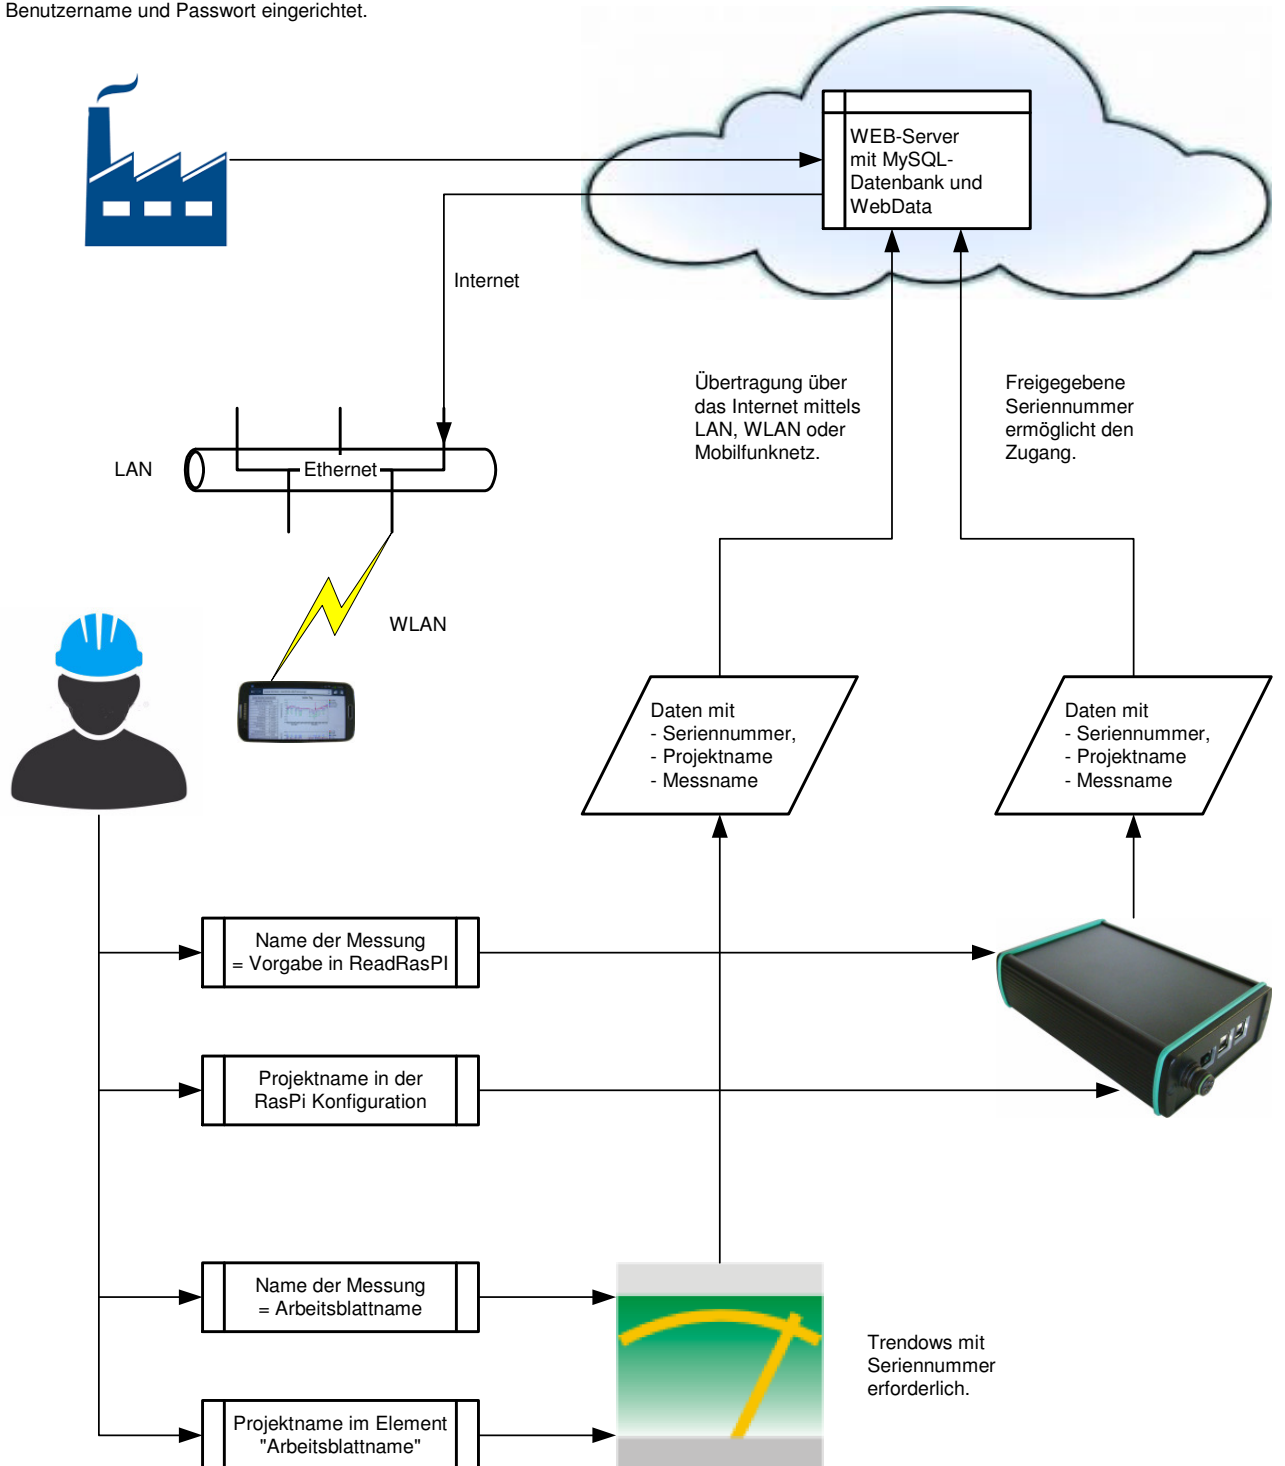 Benutzername und Passwort eingerichtet.
WEB-Server
mit MySQL-
Datenbank und
WebData
Internet
Übertragung über
das Internet mittels
LAN, WLAN oder
Mobilfunknetz.
Freigegebene
Seriennummer
ermöglicht den
Zugang.
LAN
Ethernet
WLAN
Daten mit
- Seriennummer,
- Projektname
- Messname
Daten mit
- Seriennummer,
- Projektname
- Messname
Name der Messung
= Vorgabe in ReadRasPI
Projektname in der
RasPi Konfiguration
Name der Messung
= Arbeitsblattname
Trendows mit
Seriennummer
erforderlich.
Projektname im Element
"Arbeitsblattname"